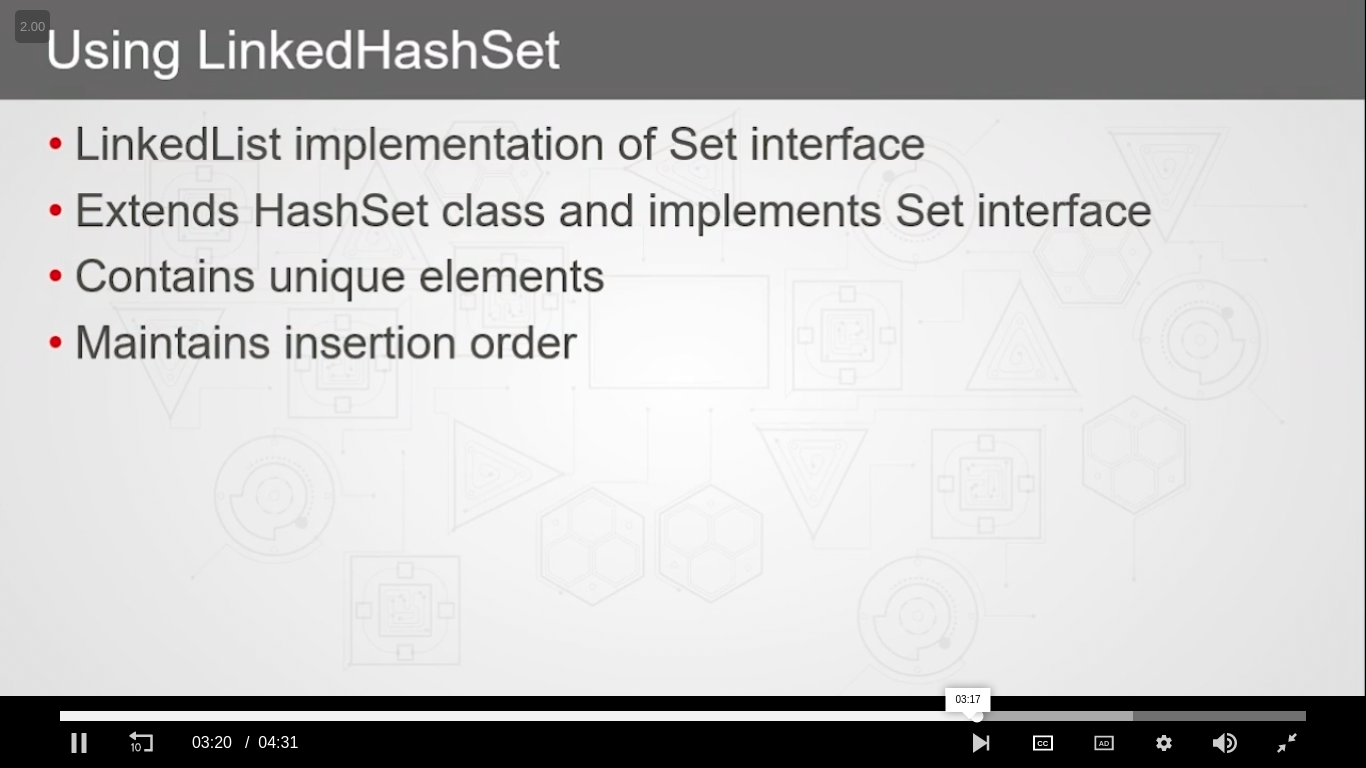 2.00
Using LinkedHashSet
• LinkedList implementation of Set interface
• Extends HashSet class and implements Set interface
• Contains unique elements
• Maintains insertion order
03:17
10
03:20 / 04:31
CC
AD